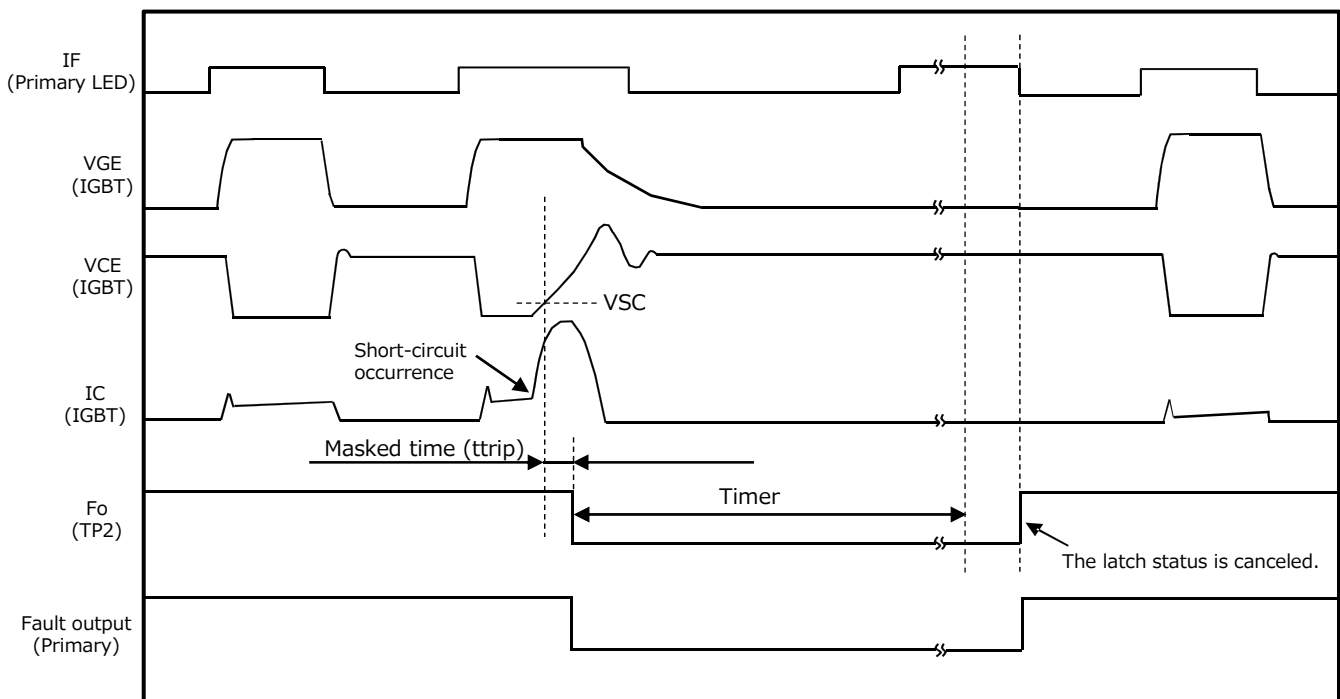 IF
(Primary LED)
VGE
(IGBT)
VCE
(IGBT)
VSC
Short-circuit
occurrence
IC
(IGBT)
Masked time (ttrip)
Fo
(TP2)
Timer
The latch status is canceled.
Fault output
(Primary)